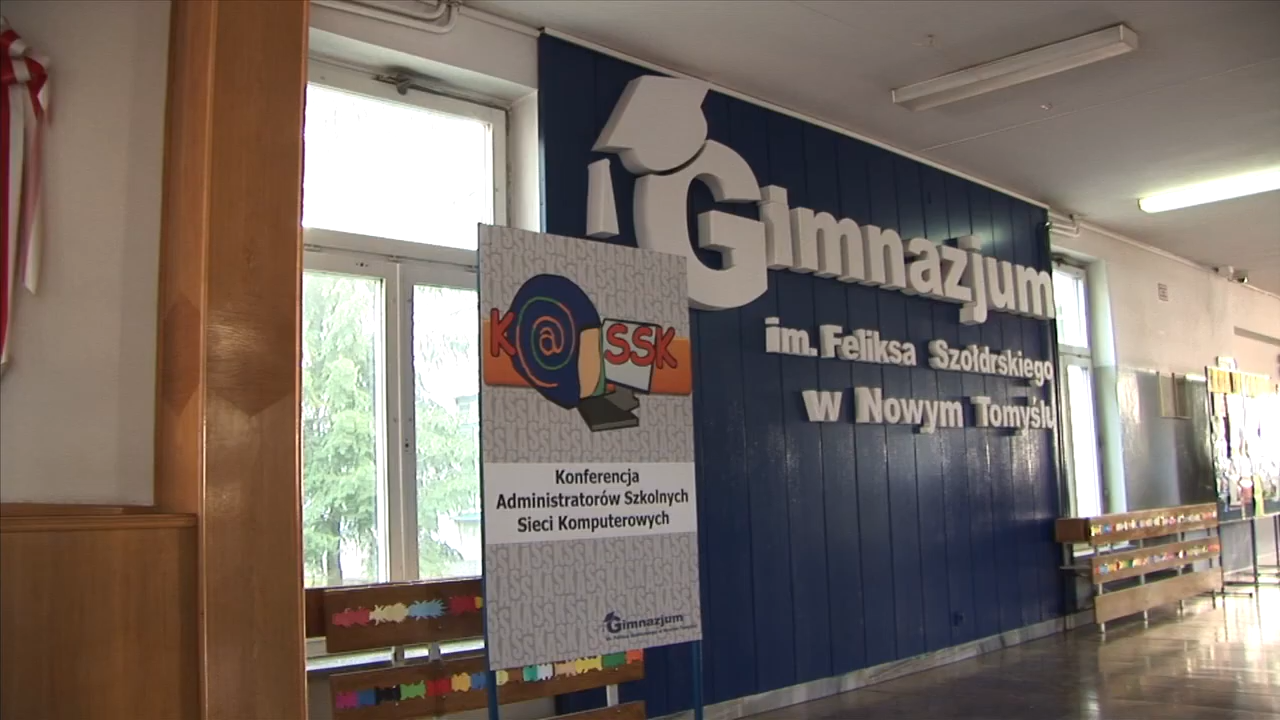 Gimnazjum
im. Feliksa Szołdrskiego
w Nowym Tomyślu
K@SSK
Konferencja
Administratorów Szkolnych
Sieci Komputerowych
Gimnazjum